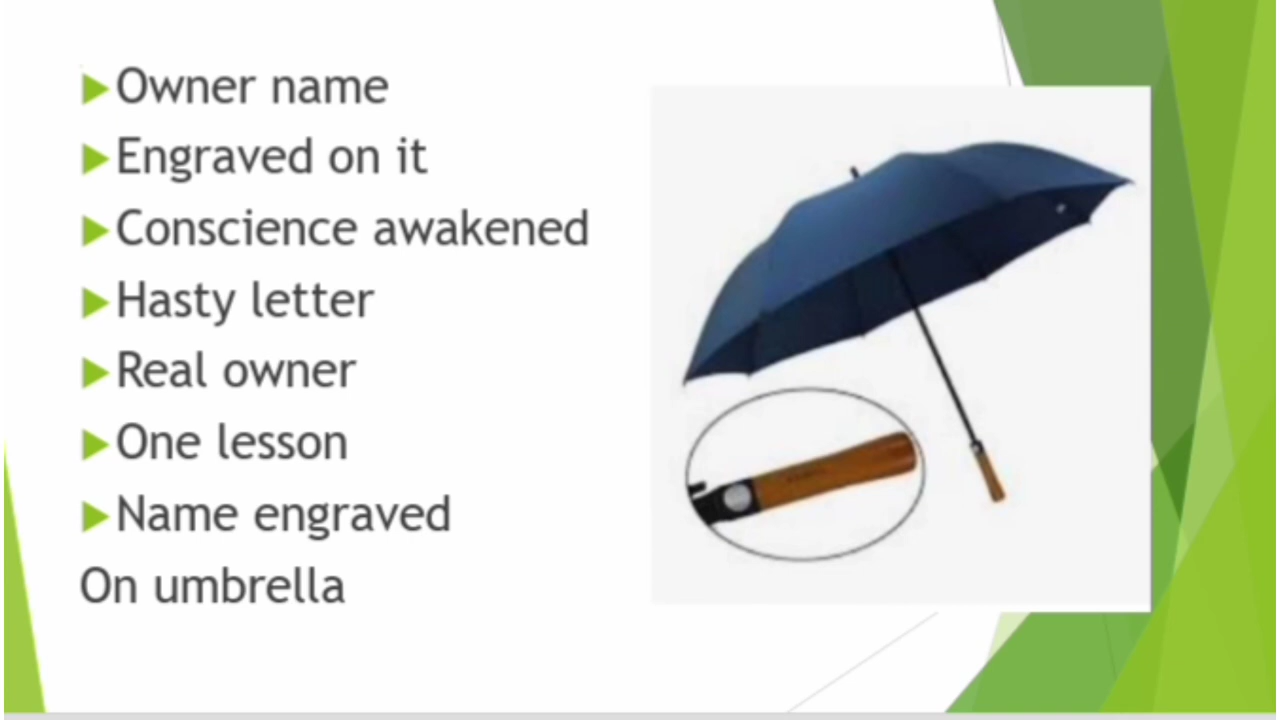 Owner name
Engraved on it
Conscience awakened
Hasty letter
Real owner
One lesson
Name engraved
On umbrella